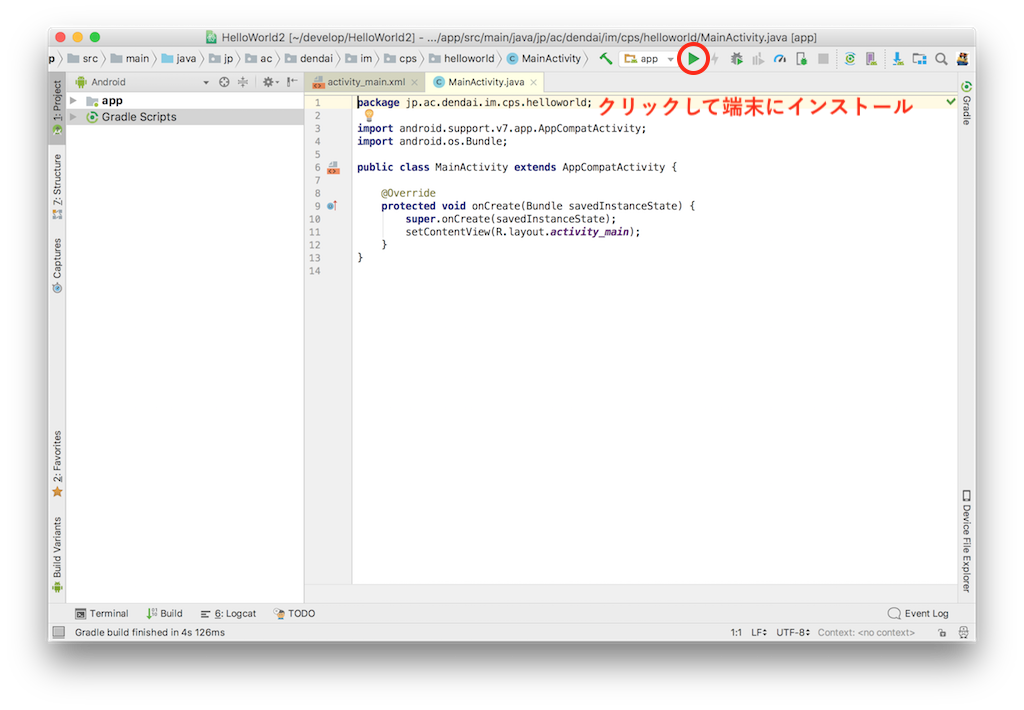 HelloWorld2 [~/develop/HelloWorld2] - .../app/src/main/java/jp/ac/dendai/im/cps/helloworld/MainActivity.java [app]
p src main java jp ac dendai im cps helloworld MainActivity app
1: Project
Android
activity_main.xml
MainActivity.java
Gradle
app
Gradle Scripts
クリックして端末にインストール
1 package jp.ac.dendai.im.cps.helloworld;
2
3 import android.support.v7.app.AppCompatActivity;
4 import android.os.Bundle;
5
6 public class MainActivity extends AppCompatActivity {
7
8 @Override
9 protected void onCreate(Bundle savedInstanceState) {
10 super.onCreate(savedInstanceState);
11 setContentView(R.layout.activity_main);
12 }
13 }
14
7: Structure
Captures
2: Favorites
Build Variants
Device File Explorer
Terminal Build 6: Logcat TODO Event Log
Gradle build finished in 4s 126ms 1:1 LF UTF-8 Context: <no context>